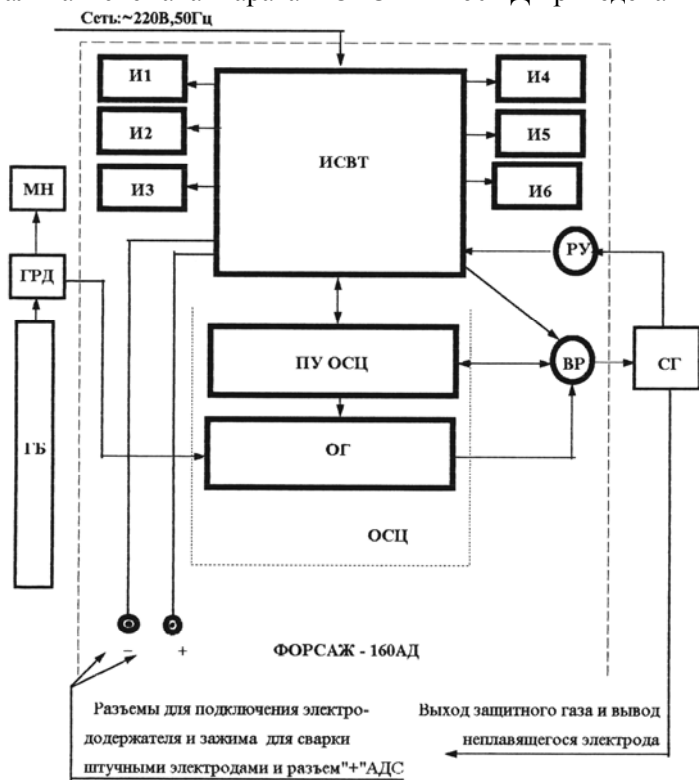 Сеть:~220В,50Гц
И1
И4
И2
И5
ИСВТ
И3
И6
МН
РУ
ГРД
ПУ ОСЦ
ВР
СГ
ОГ
ГБ
ОСЦ
– +
ФОРСАЖ - 160АД
Разъемы для подключения электро-
додержателя и зажима для сварки
штучными электродами и разъем"+"АДС
Выход защитного газа и вывод
неплавящегося электрода